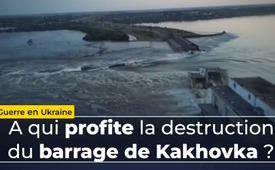 Guerre en Ukraine
A qui profite la destruction
du barrage de Kakhovka ?